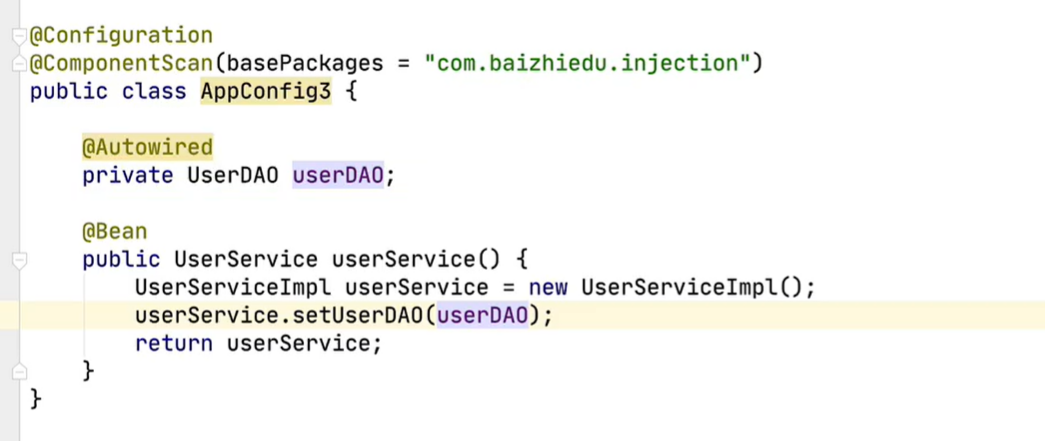 @Configuration
@ComponentScan(basePackages = "com.baizhiedu.injection")
public class AppConfig3 {
@Autowired
private UserDAO userDAO;
@Bean
public UserService userService() {
UserServiceImpl userService = new UserServiceImpl();
userService.setUserDAO(userDAO);
return userService;
}
}